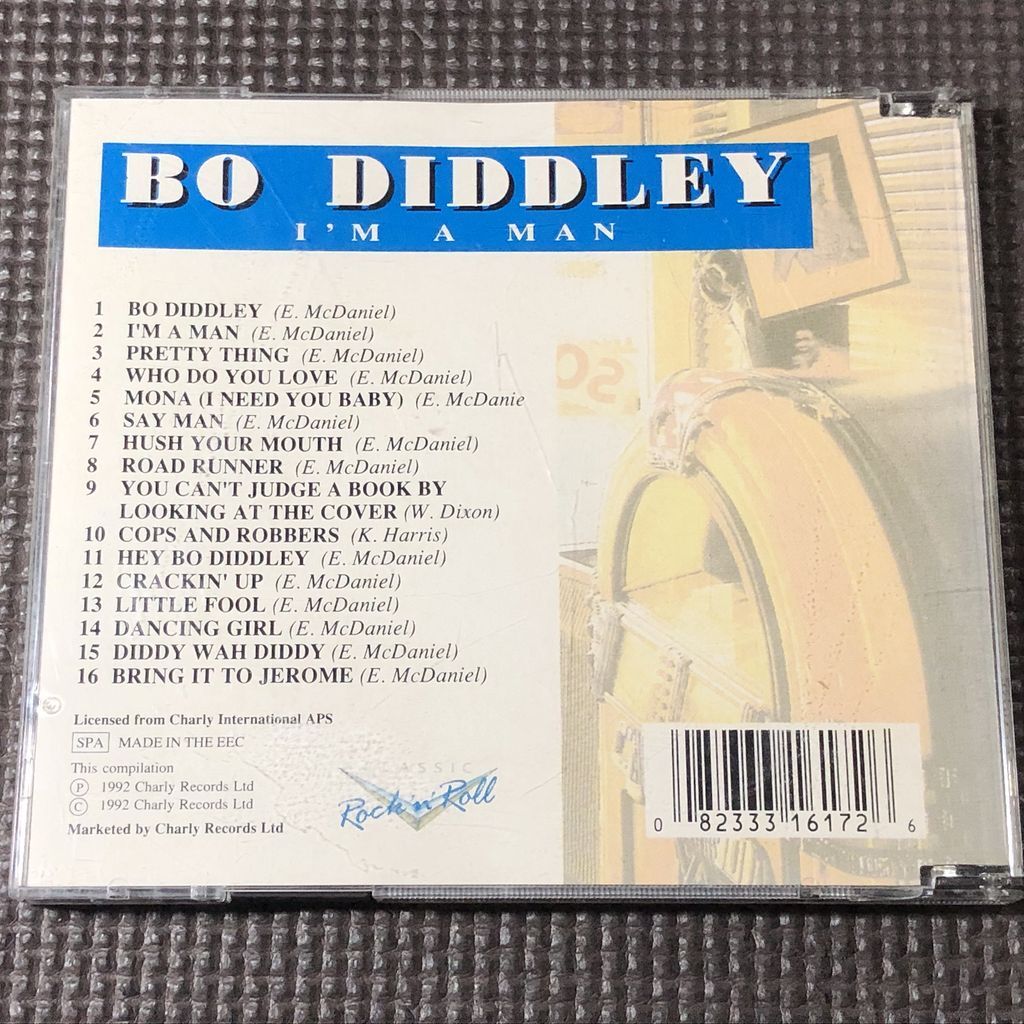 BO DIDDLEY
I'M A MAN
1 BO DIDDLEY (E. McDaniel)
2 I'M A MAN (E. McDaniel)
3 PRETTY THING (E. McDaniel)
4 WHO DO YOU LOVE (E. McDaniel)
5 MONA (I NEED YOU BABY) (E. McDanie
6 SAY MAN (E. McDaniel)
7 HUSH YOUR MOUTH (E. McDaniel)
8 ROAD RUNNER (E. McDaniel)
9 YOU CAN'T JUDGE A BOOK BY
LOOKING AT THE COVER (W. Dixon)
10 COPS AND ROBBERS (K. Harris)
11 HEY BO DIDDLEY (E. McDaniel)
12 CRACKIN' UP (E. McDaniel)
13 LITTLE FOOL (E. McDaniel)
14 DANCING GIRL (E. McDaniel)
15 DIDDY WAH DIDDY (E. McDaniel)
16 BRING IT TO JEROME (E. McDaniel)
Licensed from Charly International APS
SPA MADE IN THE EEC
This compilation
Ⓟ 1992 Charly Records Ltd
© 1992 Charly Records Ltd
Marketed by Charly Records Ltd
CLASSIC
Rock 'n' Roll
0 82333 16172 6